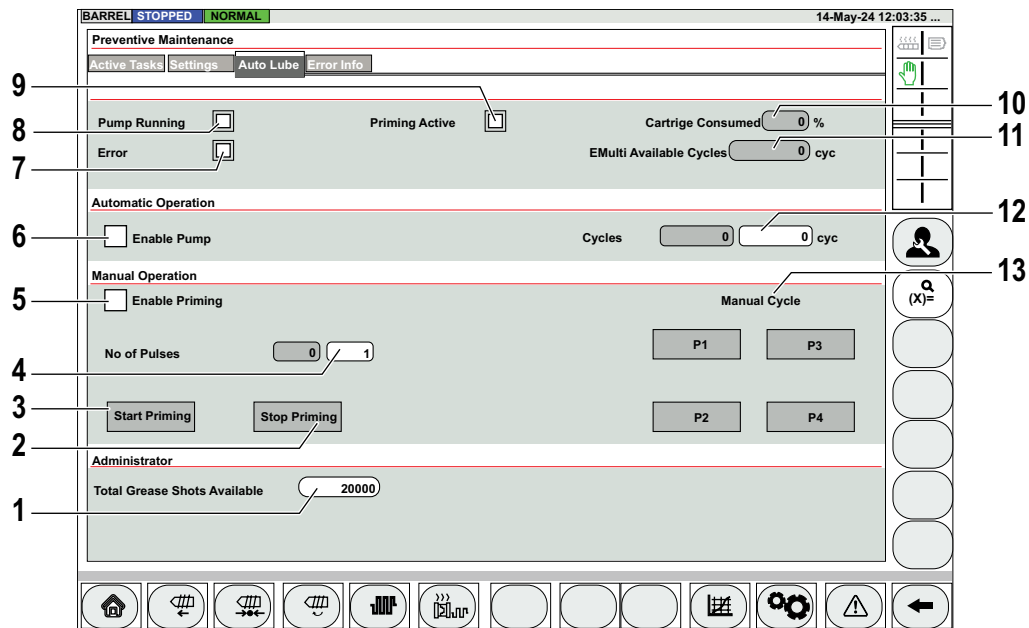 BARREL STOPPED NORMAL 14-May-24 12:03:35 ...
Preventive Maintenance
Active Tasks Settings Auto Lube Error Info
9
10
8 Pump Running Priming Active Cartrige Consumed 0 %
11
7 Error EMulti Available Cycles 0 cyc
Automatic Operation
12
6 Enable Pump Cycles 0 0 cyc
Manual Operation
13
5 Enable Priming Manual Cycle
(X)=
No of Pulses 0 1 P1 P3
4
3 Start Priming Stop Priming P2 P4
2
Administrator
1 Total Grease Shots Available 20000